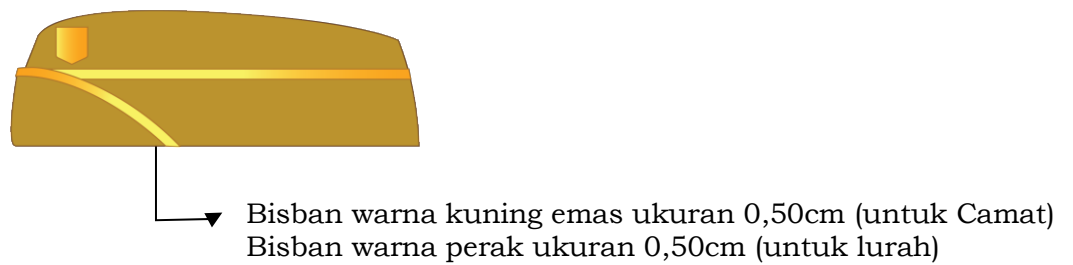 Bisban warna kuning emas ukuran 0,50cm (untuk Camat)
Bisban warna perak ukuran 0,50cm (untuk lurah)